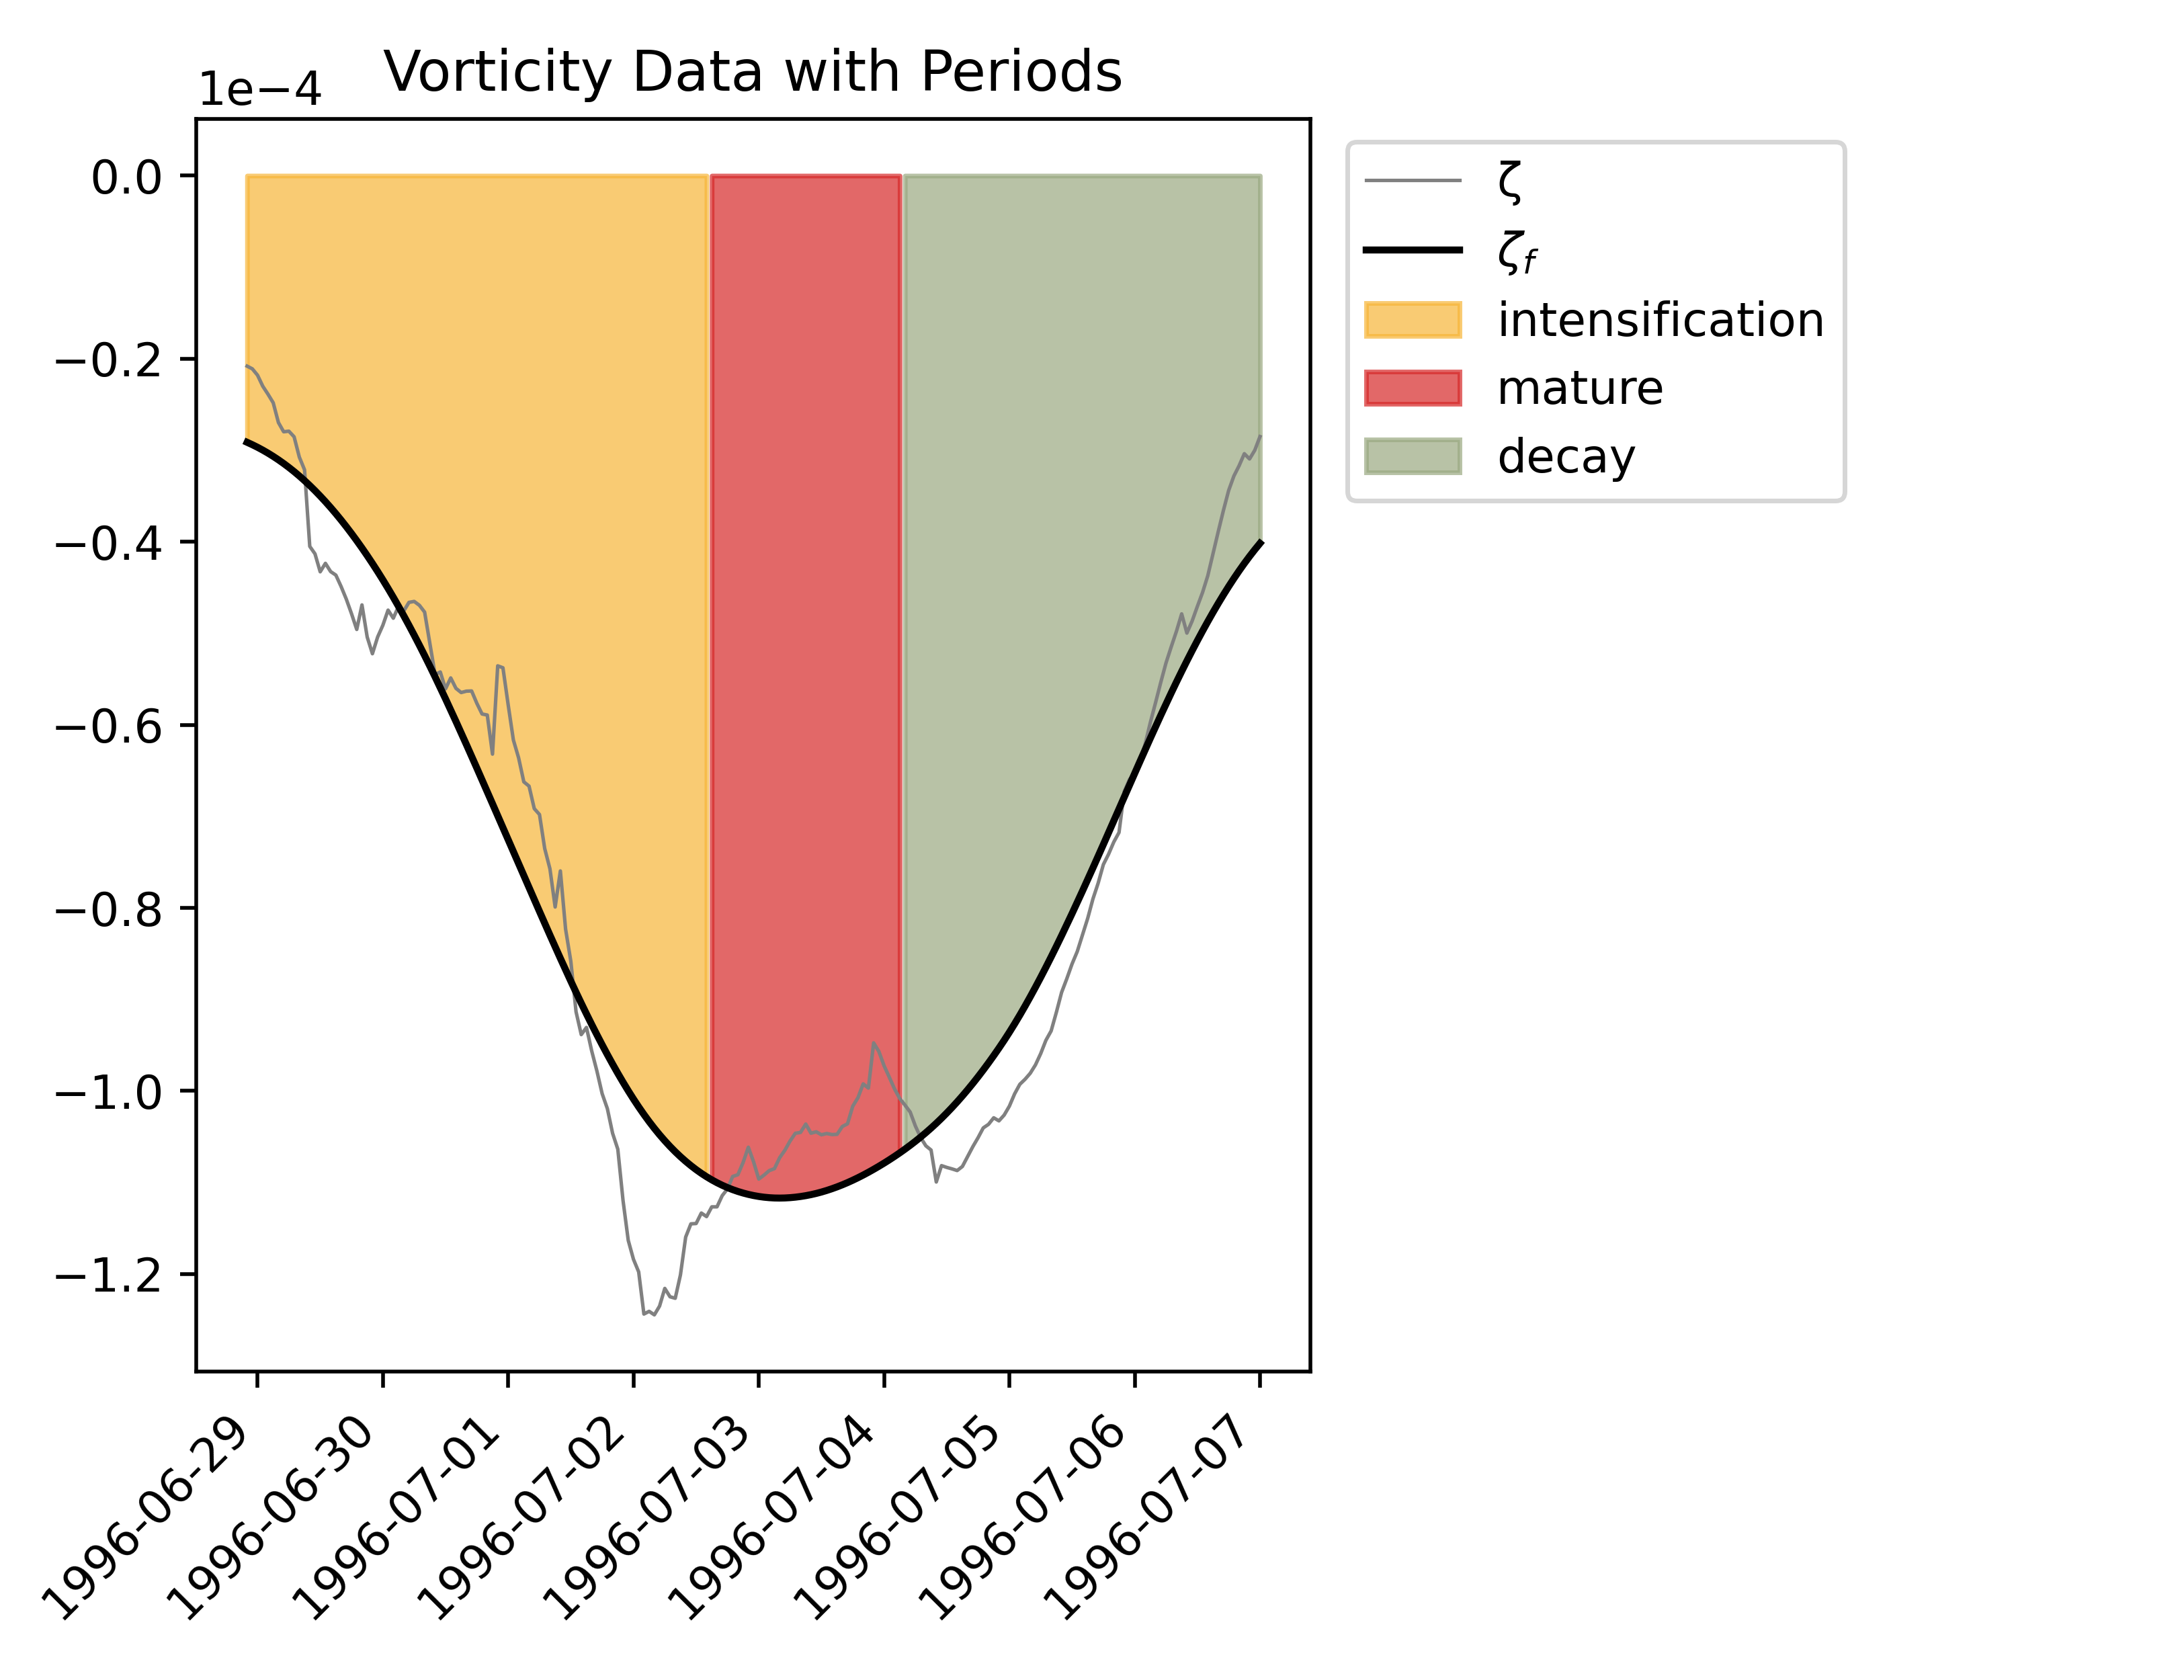 Vorticity Data with Periods
1e−4
0.0
−0.2
−0.4
−0.6
−0.8
−1.0
−1.2
1996-06-29
1996-06-30
1996-07-01
1996-07-02
1996-07-03
1996-07-04
1996-07-05
1996-07-06
1996-07-07
ζ
ζf
intensification
mature
decay